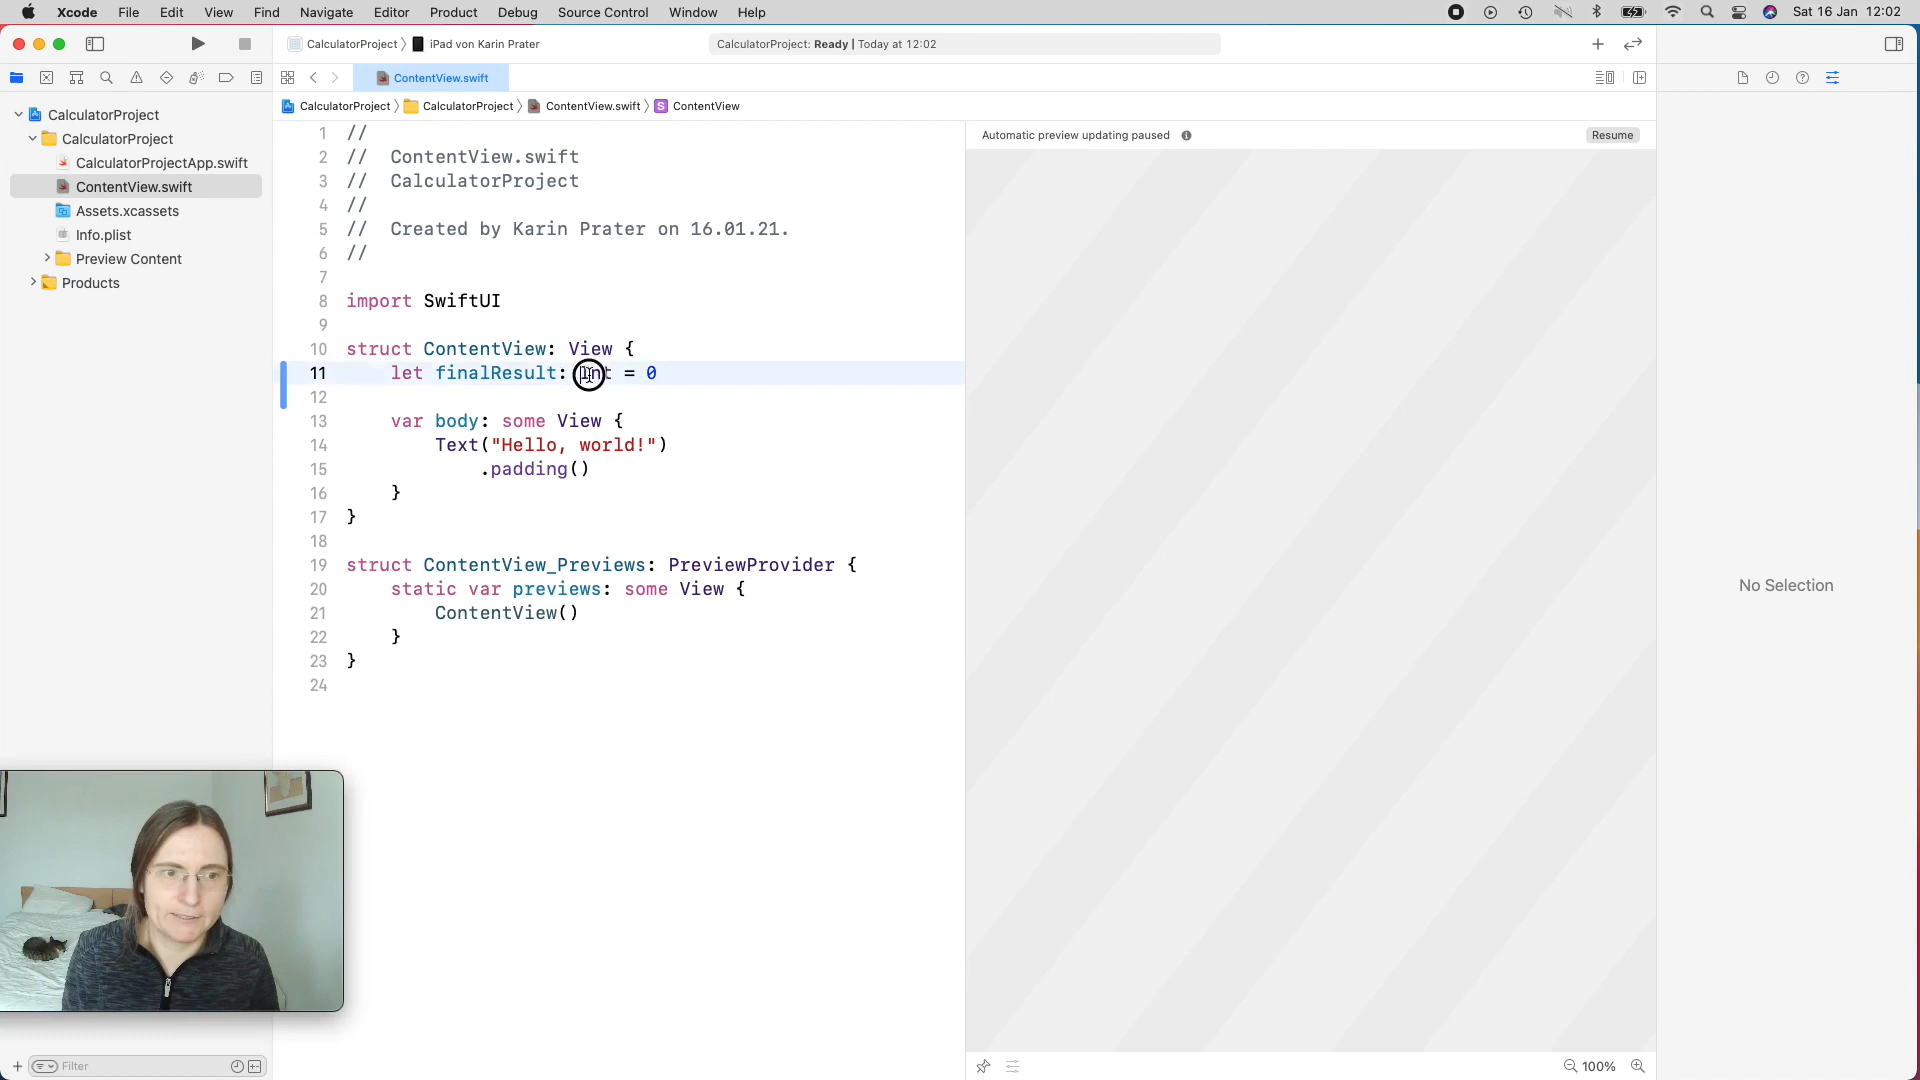 Xcode File Edit View Find Navigate Editor Product Debug Source Control Window Help Sat 16 Jan 12:02
CalculatorProject 〉 iPad von Karin Prater CalculatorProject: Ready | Today at 12:02
ContentView.swift
CalculatorProject 〉 CalculatorProject 〉 ContentView.swift 〉 S ContentView
CalculatorProject
CalculatorProject
CalculatorProjectApp.swift
ContentView.swift
Assets.xcassets
Info.plist
Preview Content
Products
1 //
2 //  ContentView.swift
3 //  CalculatorProject
4 //
5 //  Created by Karin Prater on 16.01.21.
6 //
7
8 import SwiftUI
9
10 struct ContentView: View {
11     let finalResult: Int = 0
12
13     var body: some View {
14         Text("Hello, world!")
15             .padding()
16     }
17 }
18
19 struct ContentView_Previews: PreviewProvider {
20     static var previews: some View {
21         ContentView()
22     }
23 }
24
Automatic preview updating paused Resume
No Selection
Filter
100%